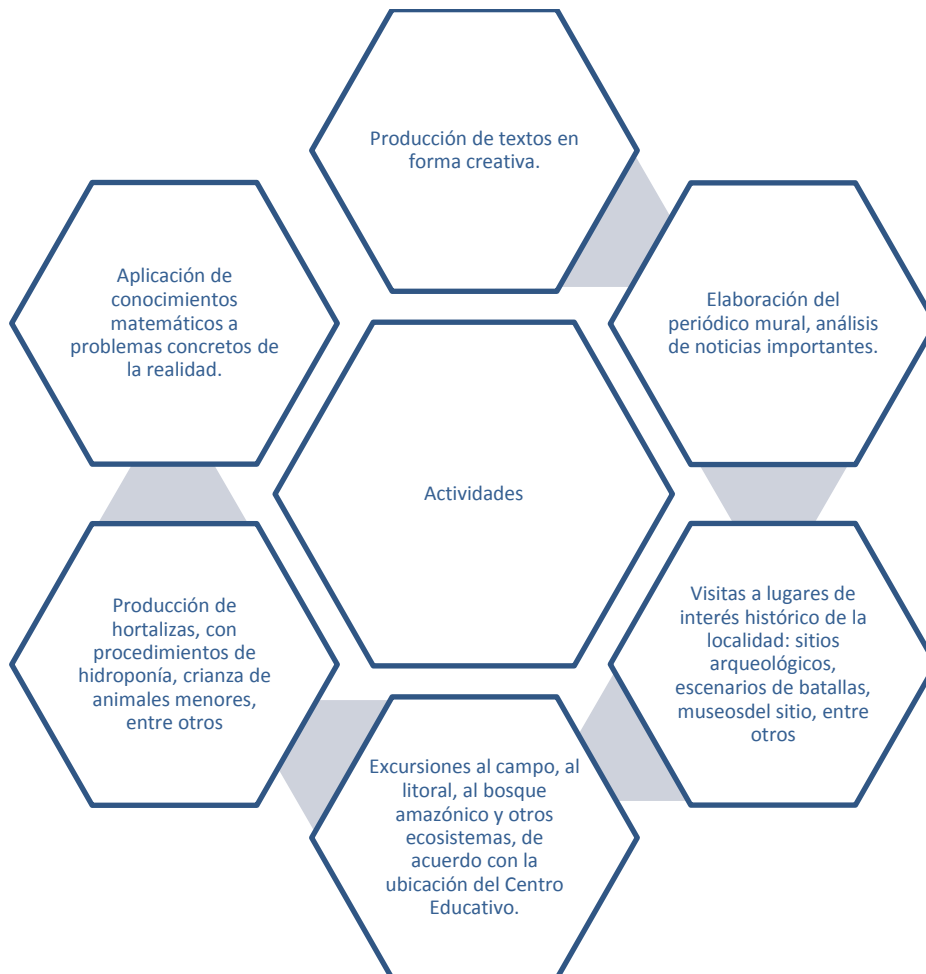 Producción de textos en
forma creativa.
Aplicación de
conocimientos
matemáticos a
problemas concretos de
la realidad.
Elaboración del
periódico mural, análisis
de noticias importantes.
Actividades
Producción de
hortalizas, con
procedimientos de
hidroponía, crianza de
animales menores,
entre otros
Visitas a lugares de
interés histórico de la
localidad: sitios
arqueológicos,
escenarios de batallas,
museosdel sitio, entre
otros
Excursiones al campo, al
litoral, al bosque
amazónico y otros
ecosistemas, de
acuerdo con la
ubicación del Centro
Educativo.